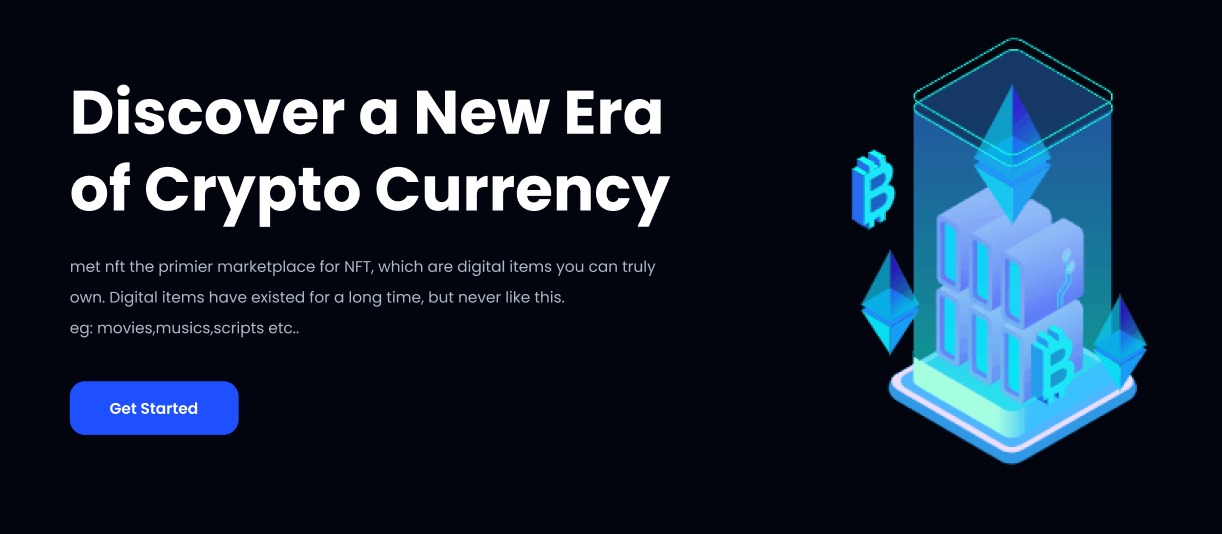 Discover a New Era
of Crypto Currency
met nft the primier marketplace for NFT, which are digital items you can truly
own. Digital items have existed for a long time, but never like this.
eg: movies,musics,scripts etc..
Get Started